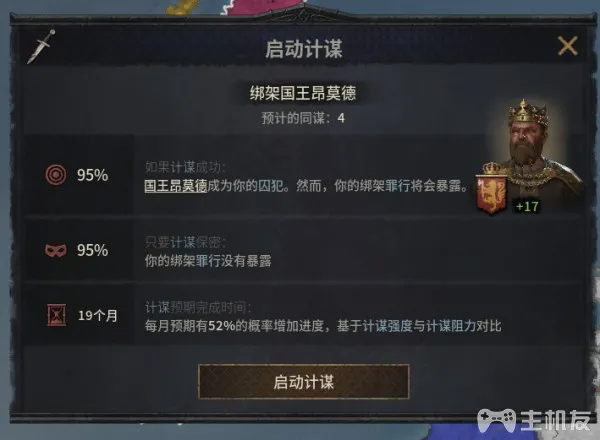 启动计谋
绑架国王昂莫德
预计的同谋：4
95%
如果计谋成功：
国王昂莫德成为你的囚犯。然而，你的绑架罪行将会暴露。
+17
95%
只要计谋保密：
你的绑架罪行没有暴露
19个月
计谋预期完成时间：
每月预期有52%的概率增加进度，基于计谋强度与计谋阻力对比
启动计谋
主机友